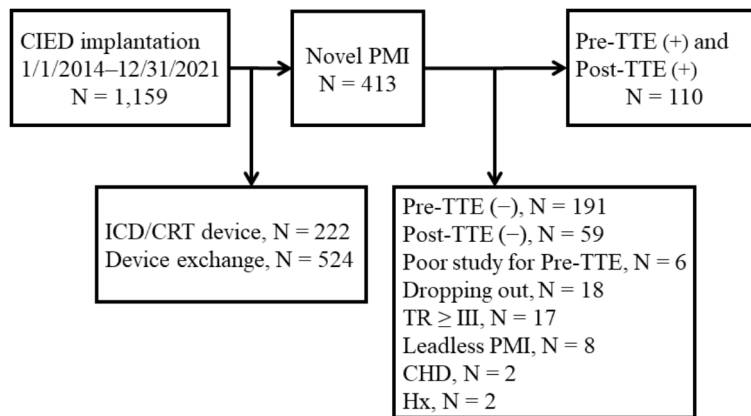 CIED implantation
1/1/2014–12/31/2021
N = 1,159
Novel PMI
N = 413
Pre-TTE (+) and
Post-TTE (+)
N = 110
ICD/CRT device, N = 222
Device exchange, N = 524
Pre-TTE (−), N = 191
Post-TTE (−), N = 59
Poor study for Pre-TTE, N = 6
Dropping out, N = 18
TR ≥ III, N = 17
Leadless PMI, N = 8
CHD, N = 2
Hx, N = 2